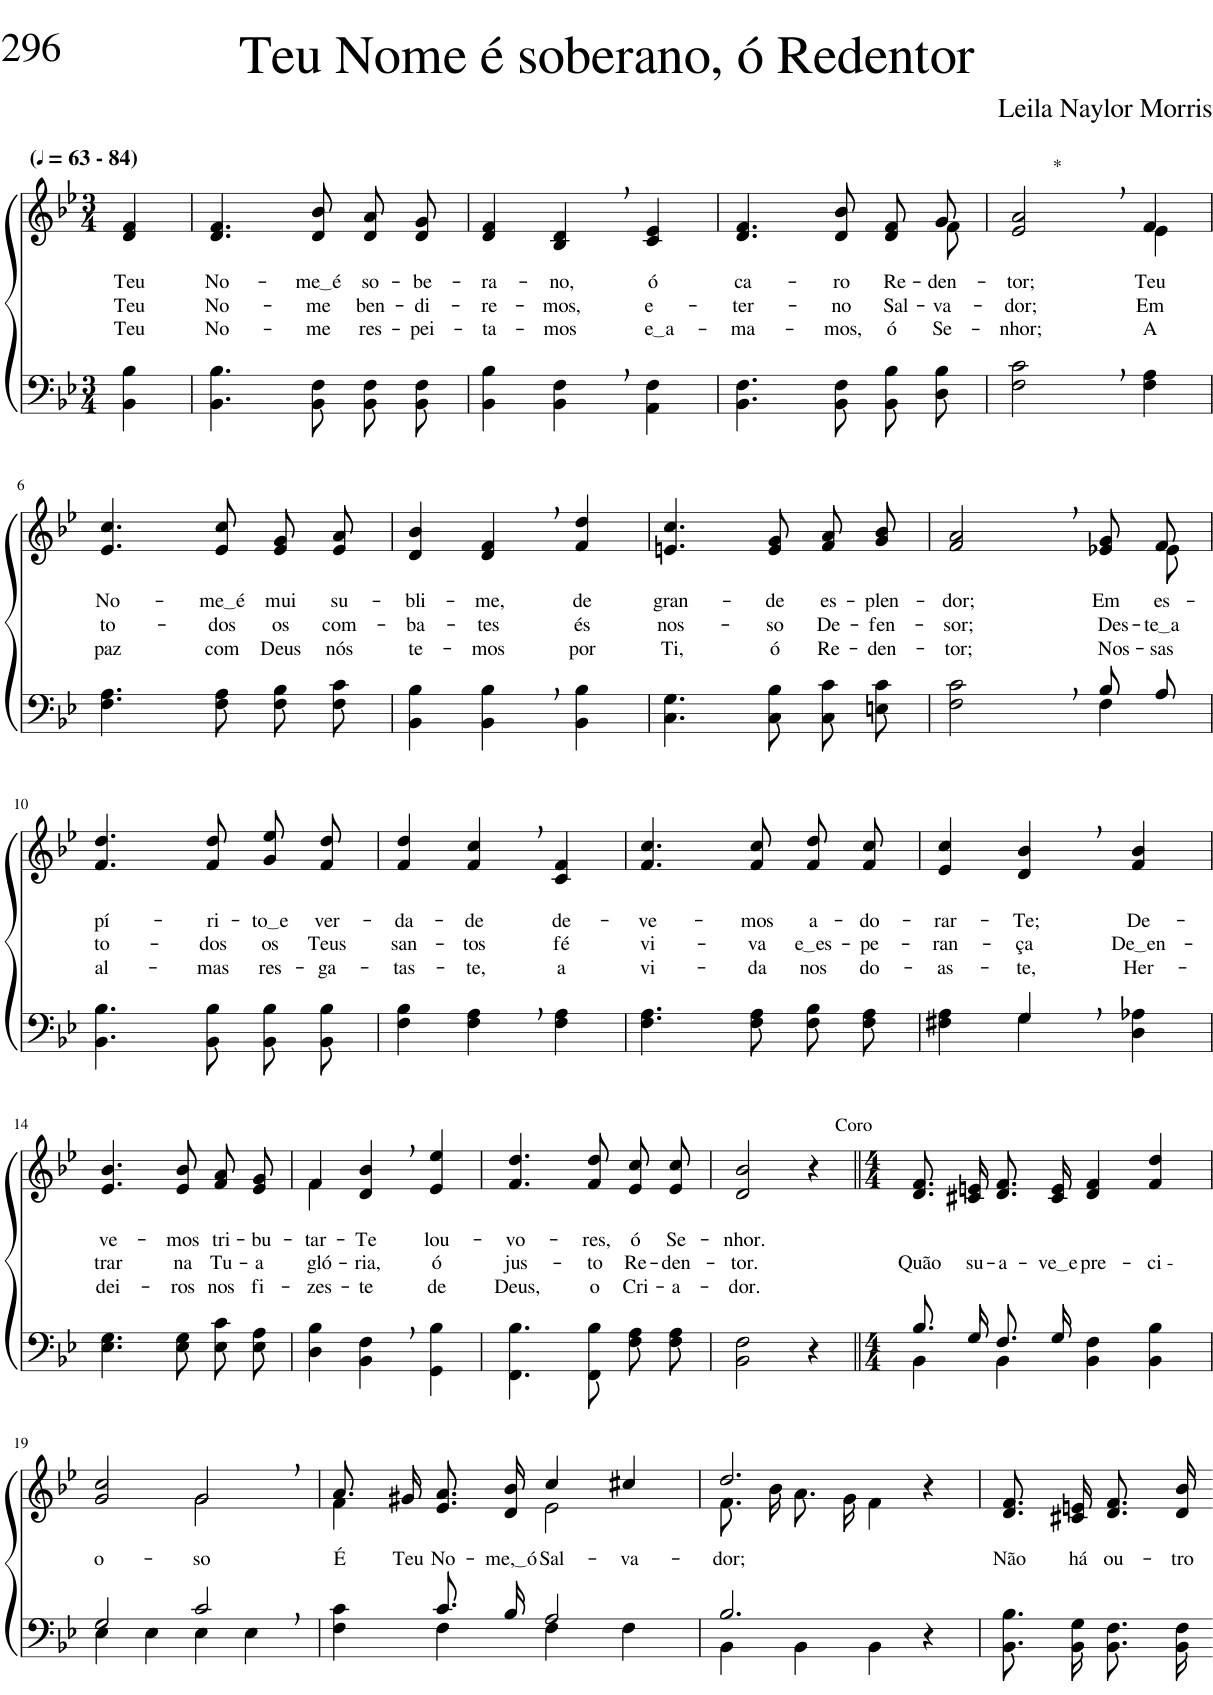 296
Teu Nome é soberano, ó Redentor
Leila Naylor Morris
(♩ = 63 - 84)
*
Teu No - me‿é so - be - ra - no, ó ca - ro Re - den - tor; Teu
Teu No - me ben - di - re - mos, e - ter - no Sal - va - dor; Em
Teu No - me res - pei - ta - mos e‿a - ma - mos, ó Se - nhor; A
6
No - me‿é mui su - bli - me, de gran - de es - plen - dor; Em es -
to - dos os com - ba - tes és nos - so De - fen - sor; Des - te‿a
paz com Deus nós te - mos por Ti, ó Re - den - tor; Nos - sas
10
pí - ri - to‿e ver - da - de de - ve - mos a - do - rar - Te; De -
to - dos os Teus san - tos fé vi - va e‿es - pe - ran - ça De‿en -
al - mas res - ga - tas - te, a vi - da nos do - as - te, Her -
14
Coro
ve - mos tri - bu - tar - Te lou - vo - res, ó Se - nhor.
trar na Tu - a gló - ria, ó jus - to Re - den - tor. Quão su - a - ve‿e pre - ci -
dei - ros nos fi - zes - te de Deus, o Cri - a - dor.
19
o - so É Teu No - me,‿ó Sal - va - dor; Não há ou - tro